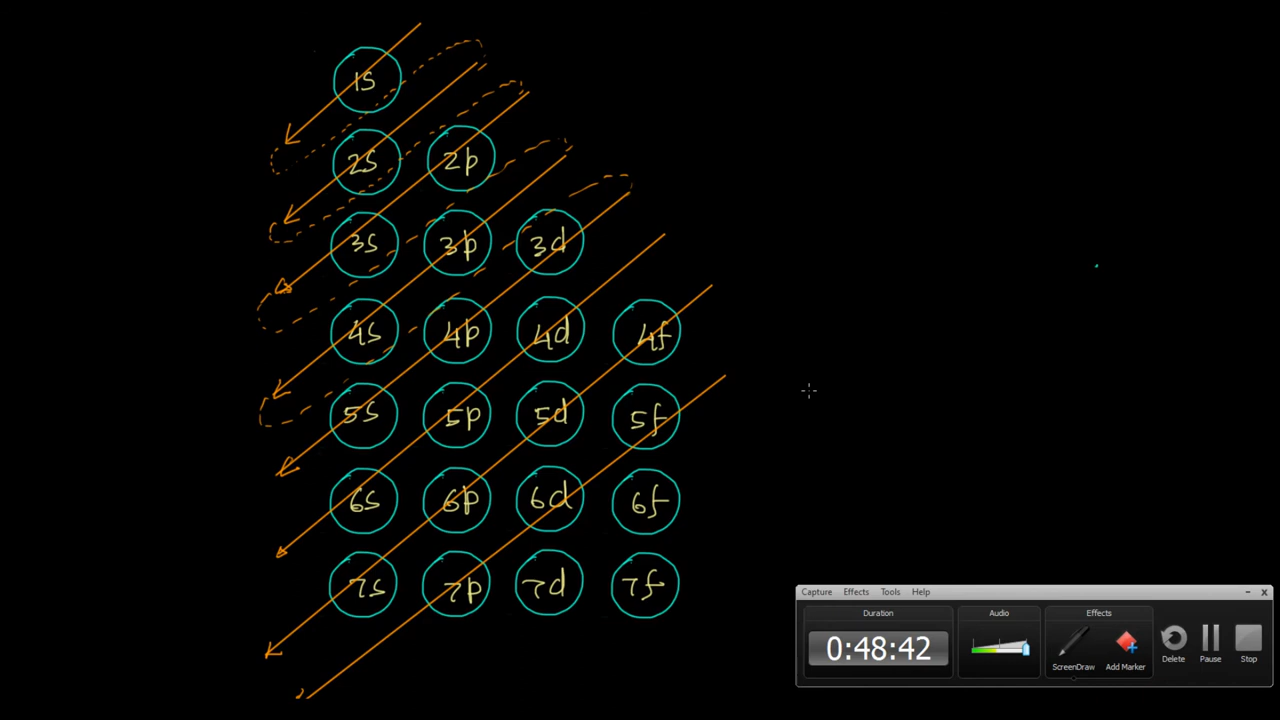 1s
2s 2p
3s 3p 3d
4s 4p 4d 4f
5s 5p 5d 5f
6s 6p 6d 6f
7s 7p 7d 7f
Capture Effects Tools Help
Duration Audio Effects
0:48:42
ScreenDraw Add Marker Delete Pause Stop